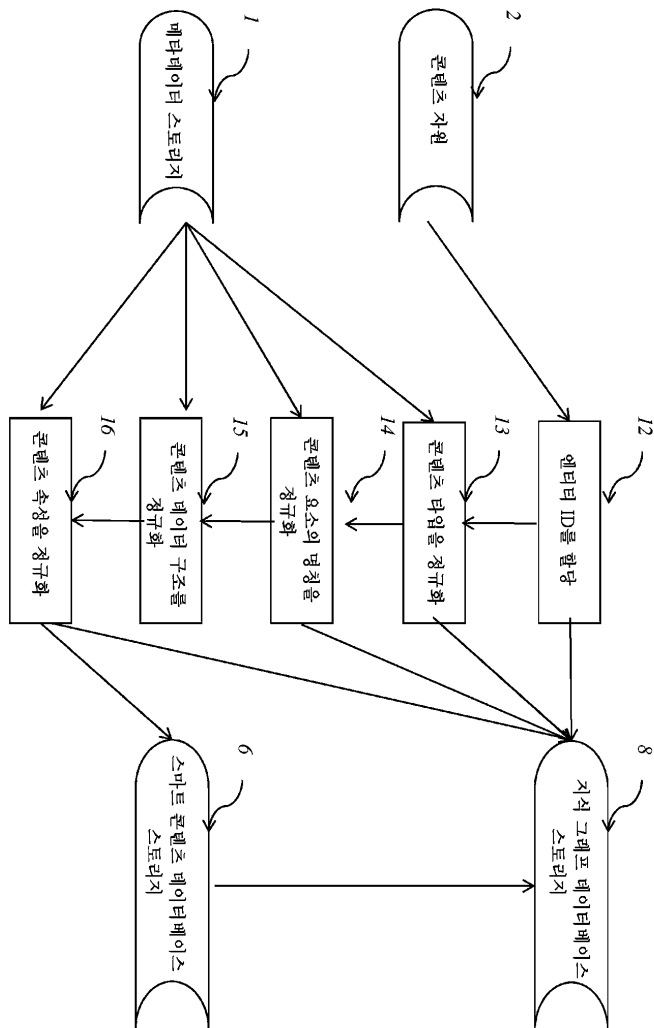 2
콘텐츠 자원
1
메타데이터 스토리지
12
엔터티 ID를 할당
13
콘텐츠 타입을 정규화
14
콘텐츠 요소의 명칭을
정규화
15
콘텐츠 데이터 구조를
정규화
16
콘텐츠 속성을 정규화
8
지식 그래프 데이터베이스
스토리지
6
스마트 콘텐츠 데이터베이스
스토리지